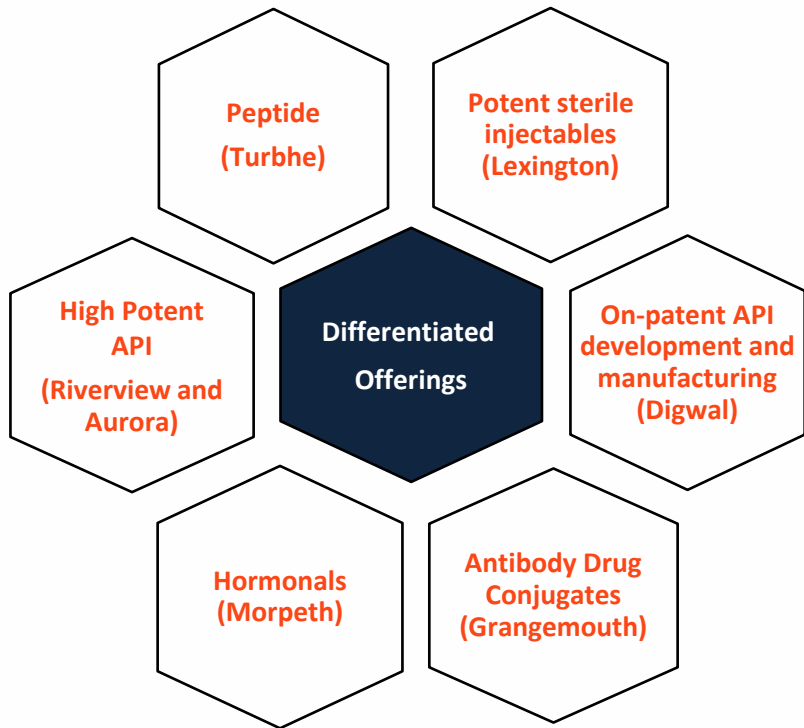 Peptide
(Turbhe)
Potent sterile
injectables
(Lexington)
High Potent
API
(Riverview and
Aurora)
Differentiated
Offerings
On-patent API
development and
manufacturing
(Digwal)
Hormonals
(Morpeth)
Antibody Drug
Conjugates
(Grangemouth)